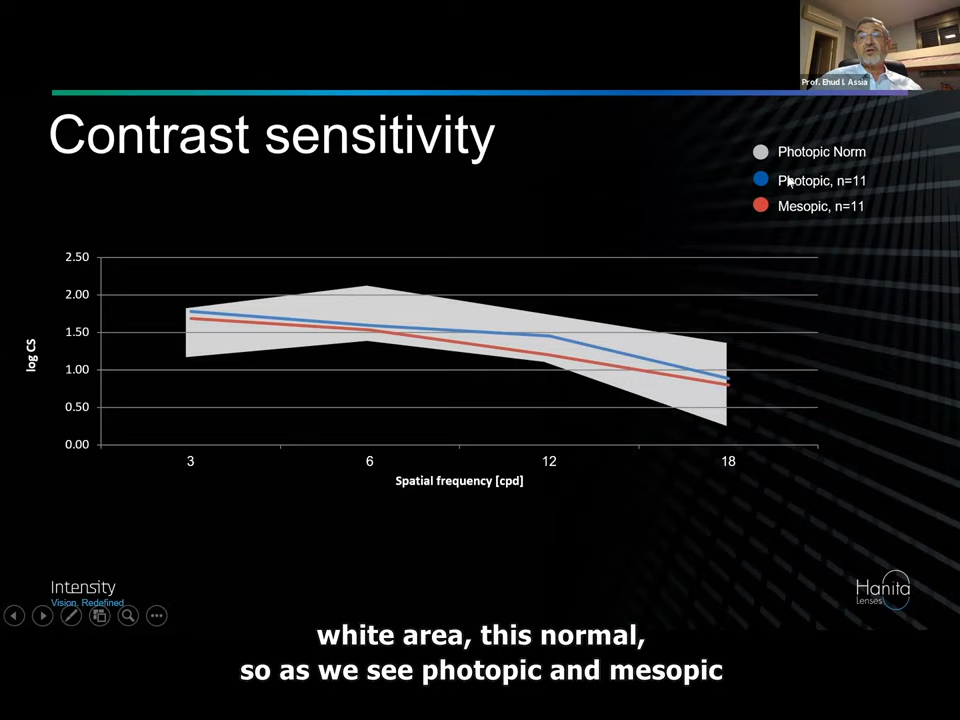 Prof. Ehud I. Assia
Contrast sensitivity
Photopic Norm
Photopic, n=11
Mesopic, n=11
2.50
2.00
1.50
1.00
0.50
0.00
log CS
3 6 12 18
Spatial frequency [cpd]
Intensity
Vision. Redefined
Hanita
Lenses
white area, this normal,
so as we see photopic and mesopic